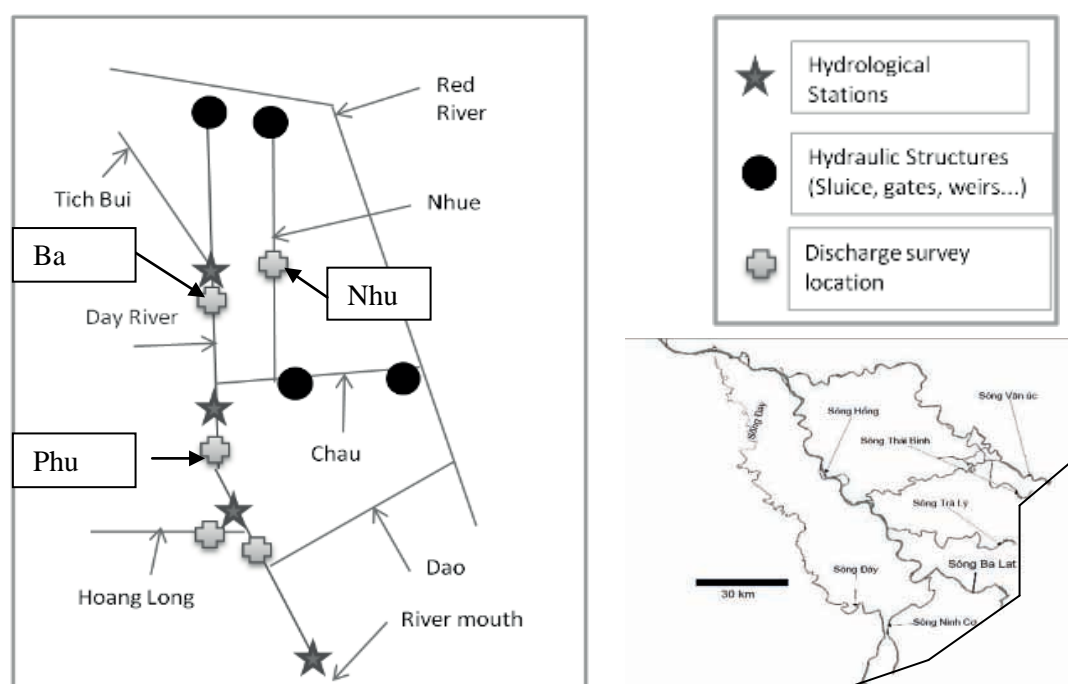 Red
River
Tich Bui
Nhue
Ba
Nhu
Day River
Phu
Chau
Hoang Long
Dao
River mouth
Hydrological
Stations
Hydraulic Structures
(Sluice, gates, weirs...)
Discharge survey
location
Sông Đáy
Sông Hồng
Sông Văn úc
Sông Thái Bình
Sông Trà Lý
Sông Ba Lat
Sông Đáy
Sông Ninh Cơ
30 km